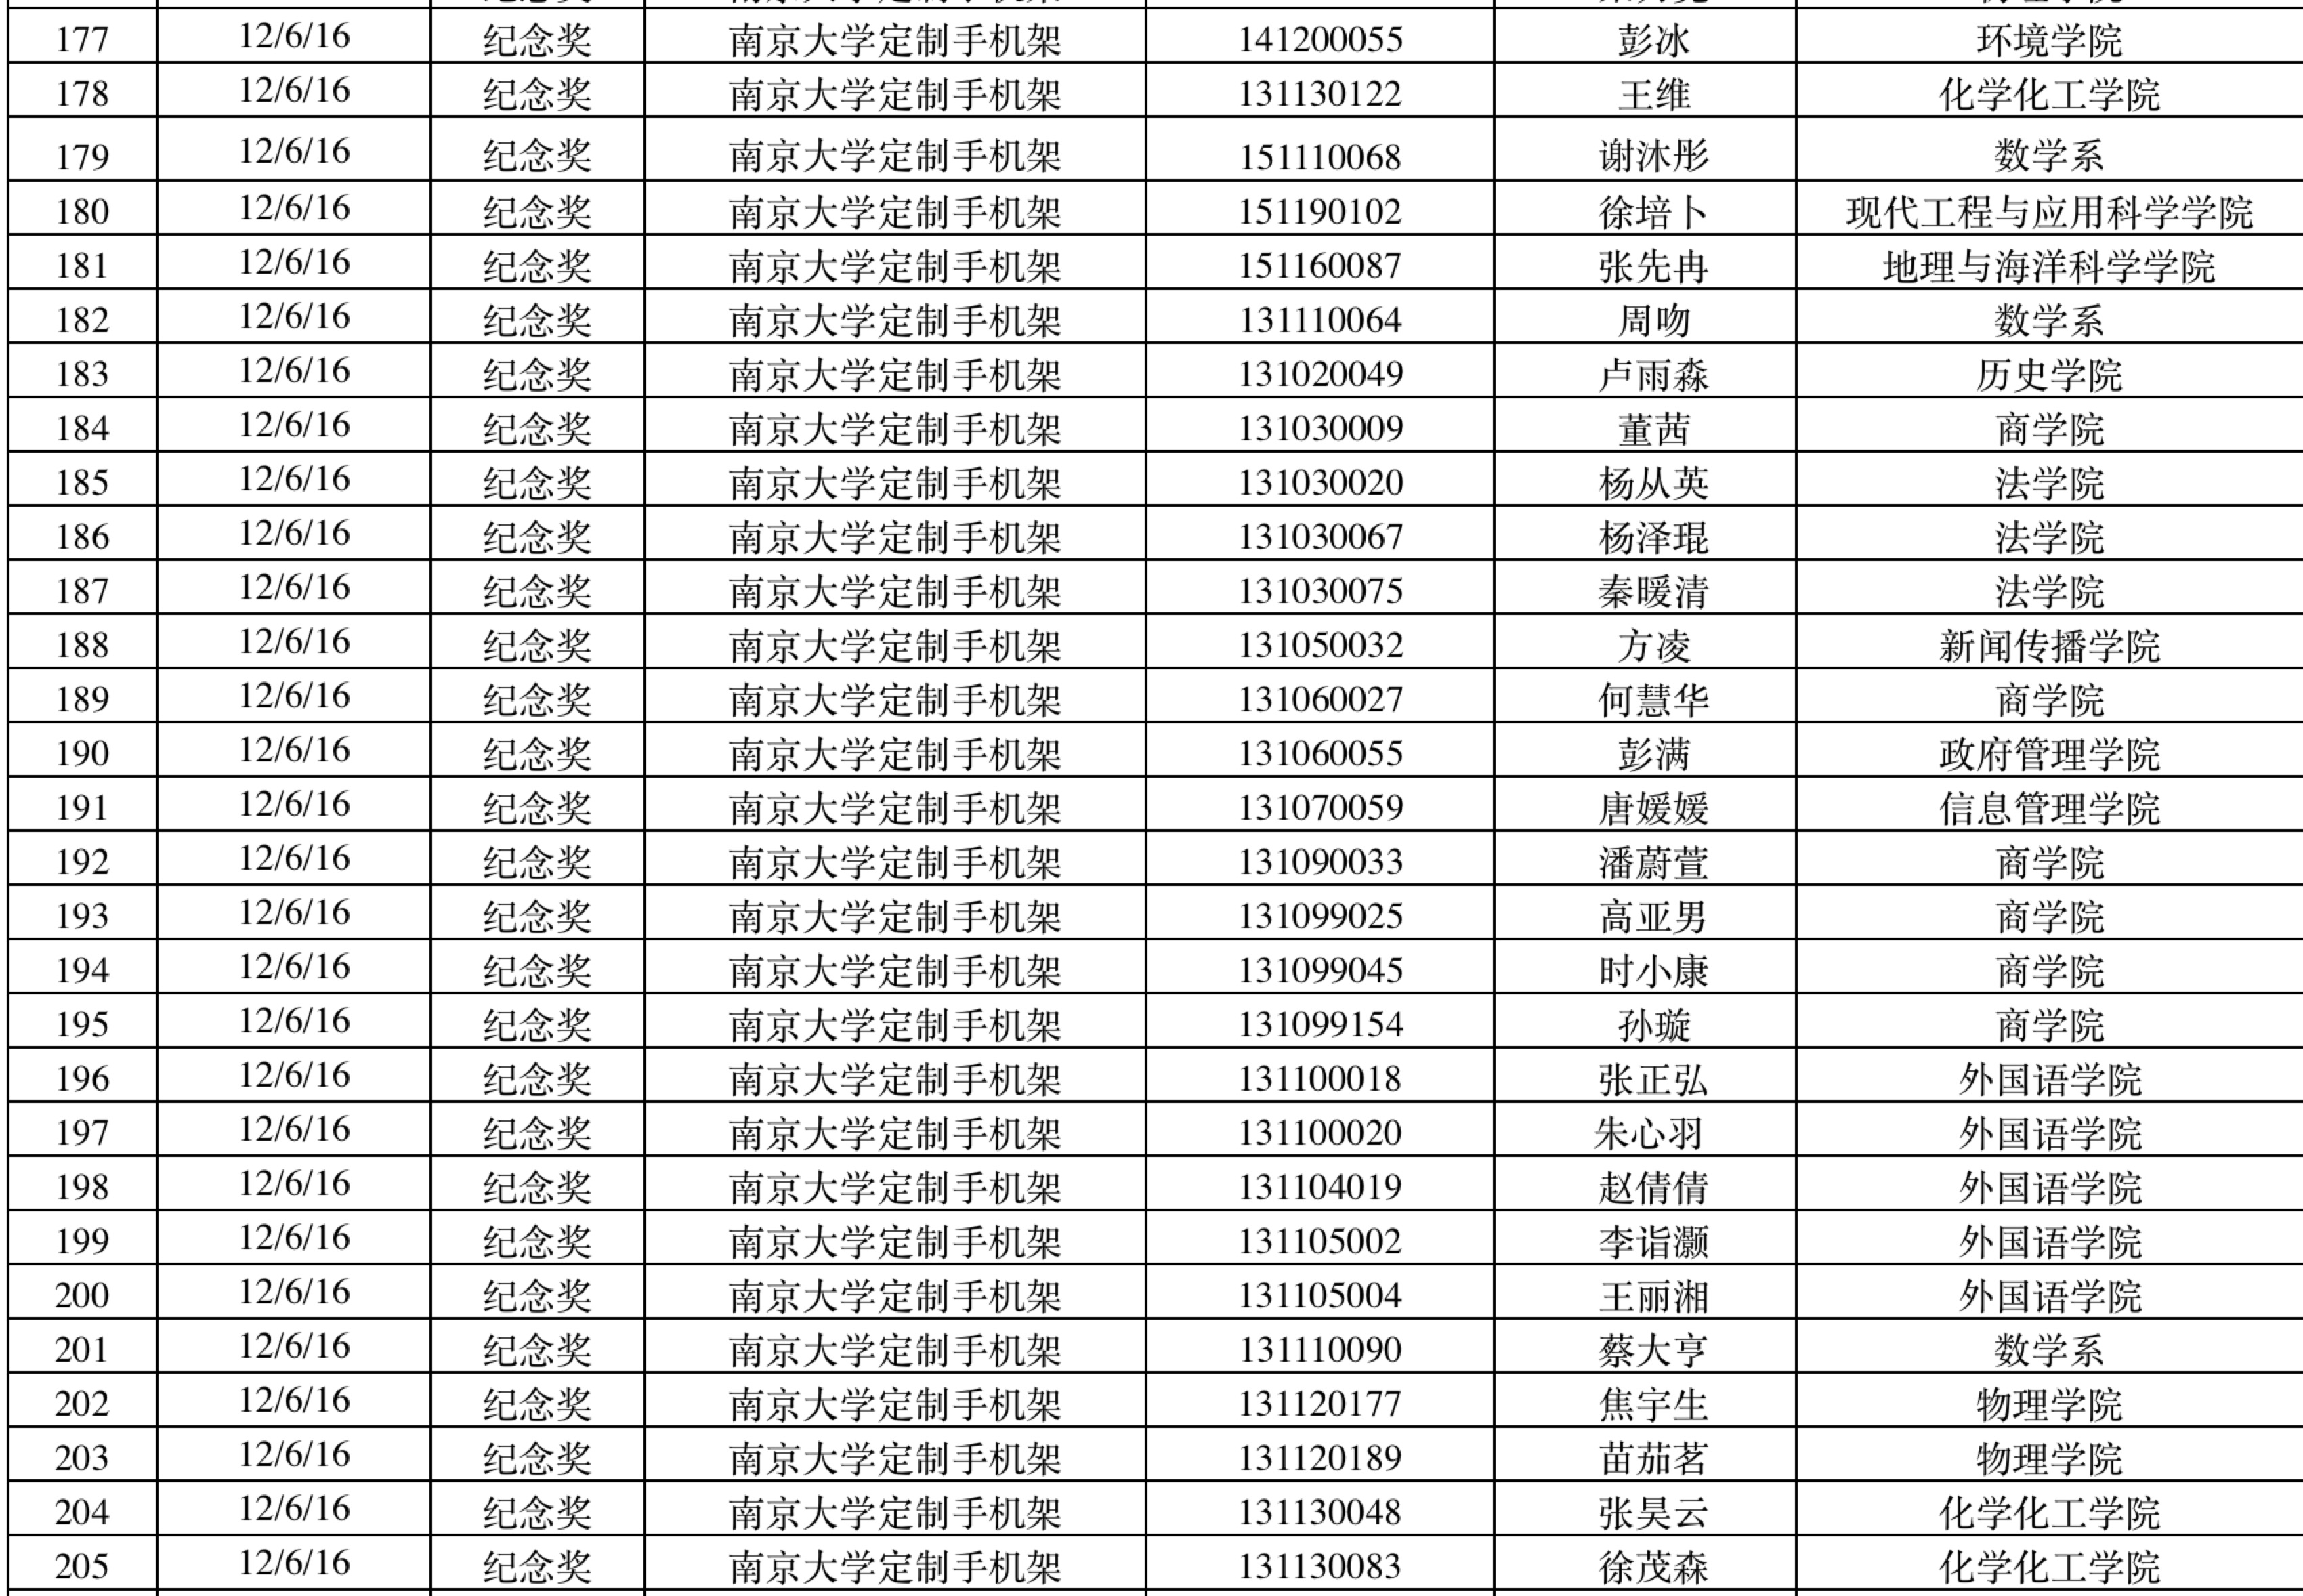 177 12/6/16 纪念奖 南京大学定制手机架 141200055 彭冰 环境学院
178 12/6/16 纪念奖 南京大学定制手机架 131130122 王维 化学化工学院
179 12/6/16 纪念奖 南京大学定制手机架 151110068 谢沐彤 数学系
180 12/6/16 纪念奖 南京大学定制手机架 151190102 徐培卜 现代工程与应用科学学院
181 12/6/16 纪念奖 南京大学定制手机架 151160087 张先冉 地理与海洋科学学院
182 12/6/16 纪念奖 南京大学定制手机架 131110064 周吻 数学系
183 12/6/16 纪念奖 南京大学定制手机架 131020049 卢雨淼 历史学院
184 12/6/16 纪念奖 南京大学定制手机架 131030009 董茜 商学院
185 12/6/16 纪念奖 南京大学定制手机架 131030020 杨从英 法学院
186 12/6/16 纪念奖 南京大学定制手机架 131030067 杨泽琨 法学院
187 12/6/16 纪念奖 南京大学定制手机架 131030075 秦暖清 法学院
188 12/6/16 纪念奖 南京大学定制手机架 131050032 方凌 新闻传播学院
189 12/6/16 纪念奖 南京大学定制手机架 131060027 何慧华 商学院
190 12/6/16 纪念奖 南京大学定制手机架 131060055 彭满 政府管理学院
191 12/6/16 纪念奖 南京大学定制手机架 131070059 唐媛媛 信息管理学院
192 12/6/16 纪念奖 南京大学定制手机架 131090033 潘蔚萱 商学院
193 12/6/16 纪念奖 南京大学定制手机架 131099025 高亚男 商学院
194 12/6/16 纪念奖 南京大学定制手机架 131099045 时小康 商学院
195 12/6/16 纪念奖 南京大学定制手机架 131099154 孙璇 商学院
196 12/6/16 纪念奖 南京大学定制手机架 131100018 张正弘 外国语学院
197 12/6/16 纪念奖 南京大学定制手机架 131100020 朱心羽 外国语学院
198 12/6/16 纪念奖 南京大学定制手机架 131104019 赵倩倩 外国语学院
199 12/6/16 纪念奖 南京大学定制手机架 131105002 李诣灏 外国语学院
200 12/6/16 纪念奖 南京大学定制手机架 131105004 王丽湘 外国语学院
201 12/6/16 纪念奖 南京大学定制手机架 131110090 蔡大亨 数学系
202 12/6/16 纪念奖 南京大学定制手机架 131120177 焦宇生 物理学院
203 12/6/16 纪念奖 南京大学定制手机架 131120189 苗茄茗 物理学院
204 12/6/16 纪念奖 南京大学定制手机架 131130048 张昊云 化学化工学院
205 12/6/16 纪念奖 南京大学定制手机架 131130083 徐茂森 化学化工学院